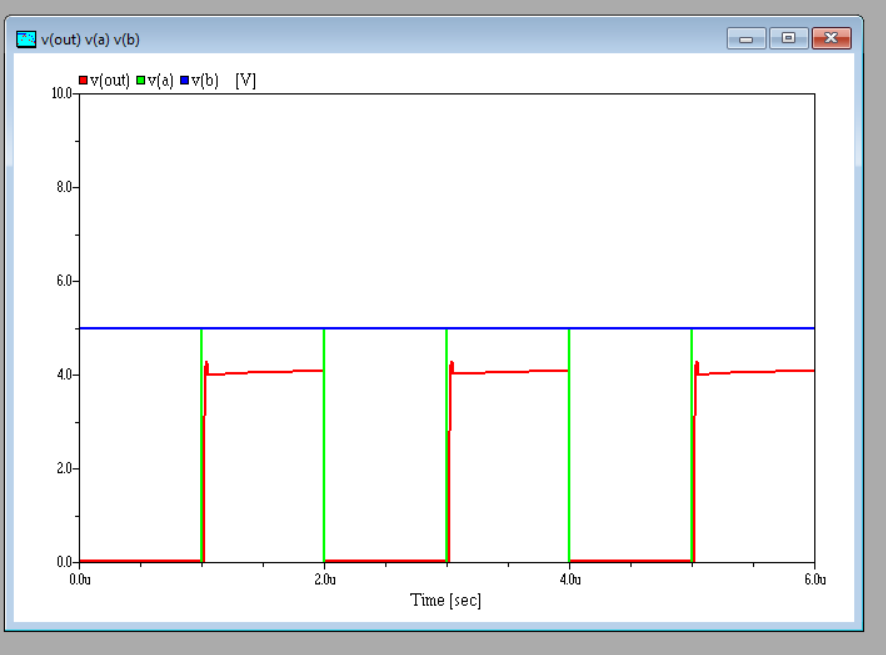 v(out) v(a) v(b)
v(out) v(a) v(b) [V]
10.0
8.0
6.0
4.0
2.0
0.0
0.0u 2.0u 4.0u 6.0u
Time [sec]